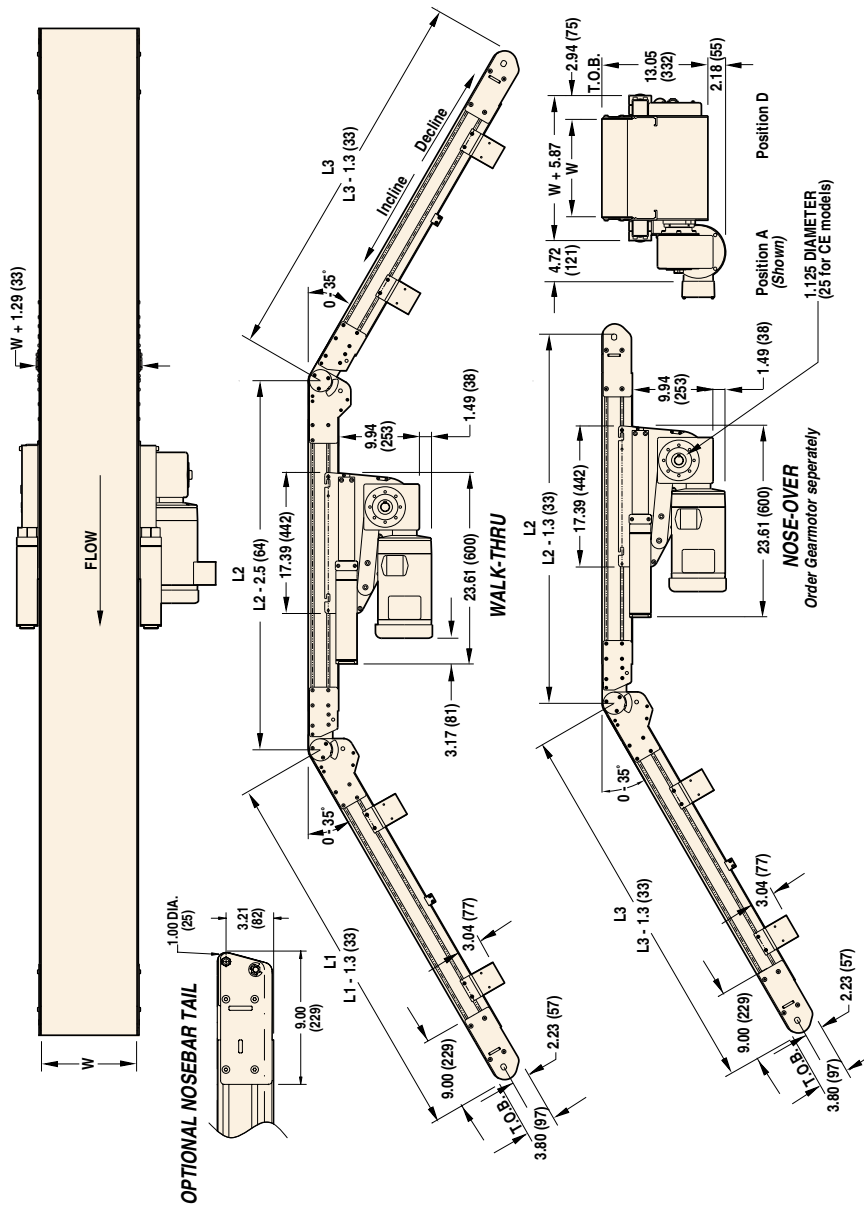 W + 1.29 (33)
FLOW
W
OPTIONAL NOSEBAR TAIL
1.00 DIA.
(25)
3.21
(82)
9.00
(229)
L1
L1 - 1.3 (33)
L2
L2 - 2.5 (64)
L3
L3 - 1.3 (33)
Incline
Decline
0 - 35°
0 - 35°
17.39 (442)
9.94
(253)
1.49 (38)
23.61 (600)
3.17 (81)
3.04 (77)
9.00 (229)
T.O.B.
2.23 (57)
3.80 (97)
WALK-THRU
L3
L3 - 1.3 (33)
L2
L2 - 1.3 (33)
0 - 35°
17.39 (442)
9.94
(253)
1.49 (38)
23.61 (600)
3.04 (77)
9.00 (229)
T.O.B.
2.23 (57)
3.80 (97)
NOSE-OVER
Order Gearmotor seperately
1.125 DIAMETER
(25 for CE models)
4.72
(121)
W + 5.87
W
2.94 (75)
T.O.B.
13.05
(332)
2.18 (55)
Position A
(Shown)
Position D